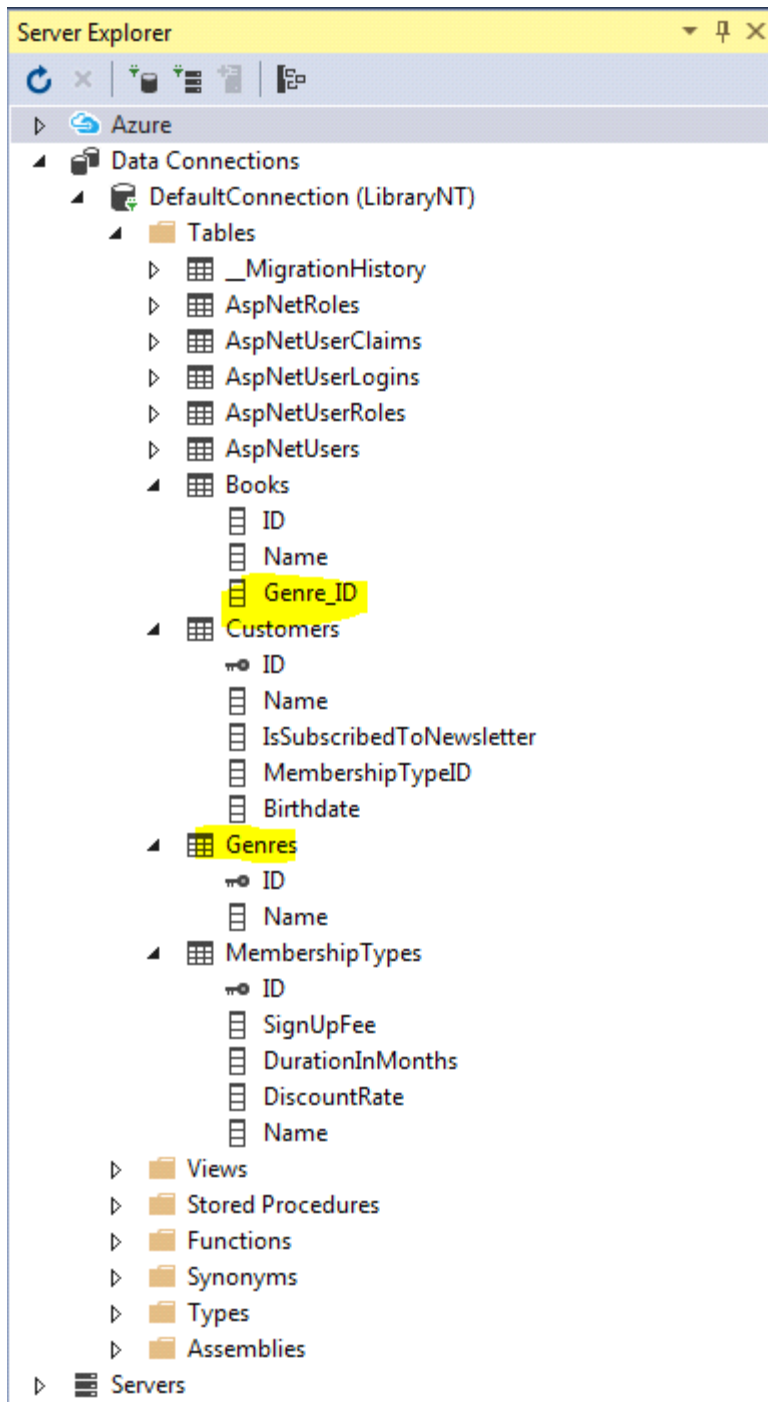 Server Explorer
Azure
Data Connections
DefaultConnection (LibraryNT)
Tables
__MigrationHistory
AspNetRoles
AspNetUserClaims
AspNetUserLogins
AspNetUserRoles
AspNetUsers
Books
ID
Name
Genre_ID
Customers
ID
Name
IsSubscribedToNewsletter
MembershipTypeID
Birthdate
Genres
ID
Name
MembershipTypes
ID
SignUpFee
DurationInMonths
DiscountRate
Name
Views
Stored Procedures
Functions
Synonyms
Types
Assemblies
Servers